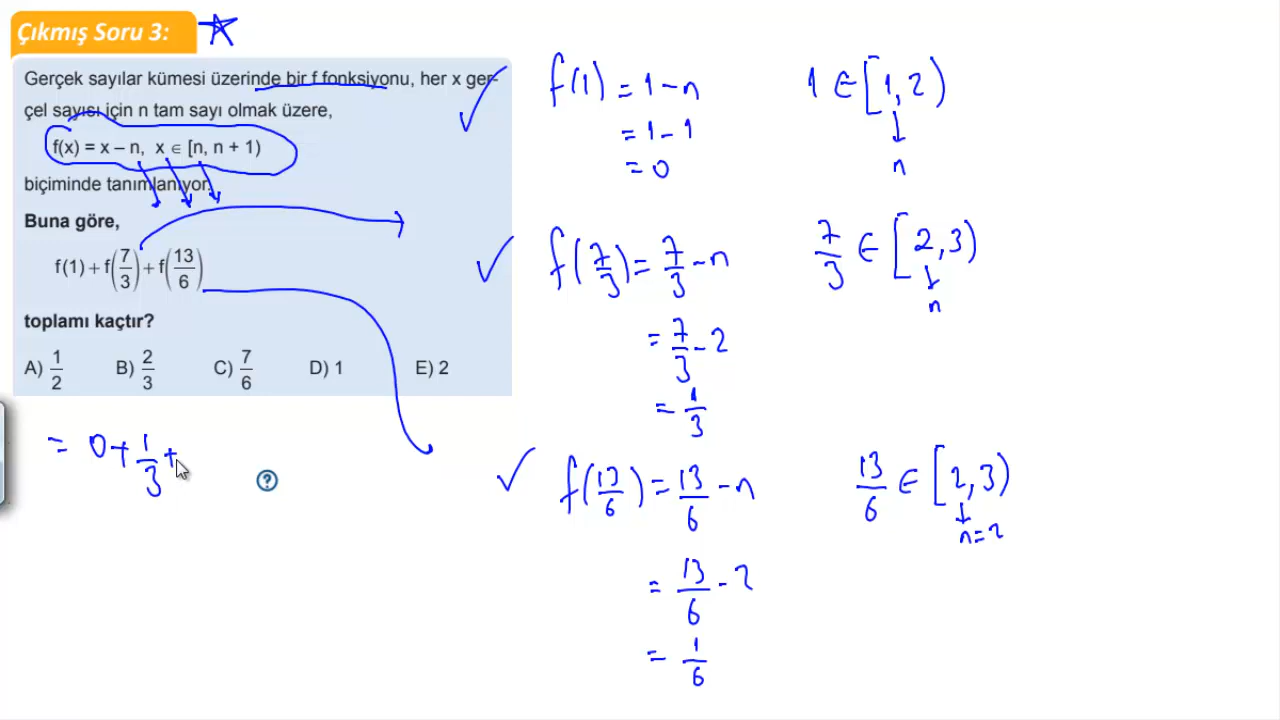 Çıkmış Soru 3:
Gerçek sayılar kümesi üzerinde bir f fonksiyonu, her x ger-
çel sayısı için n tam sayı olmak üzere,
f(x) = x – n, x ∈ [n, n + 1)
biçiminde tanımlanıyor.
Buna göre,
f(1) + f(7/3) + f(13/6)
toplamı kaçtır?
A) 1/2 B) 2/3 C) 7/6 D) 1 E) 2
= 0 + 1/3 +
?
f(1) = 1 - n 1 ∈ [1, 2)
= 1 - 1
n
= 0
f(7/3) = 7/3 - n 7/3 ∈ [2, 3)
n
= 7/3 - 2
= 1/3
f(13/6) = 13/6 - n 13/6 ∈ [2, 3)
n = 2
= 13/6 - 2
= 1/6